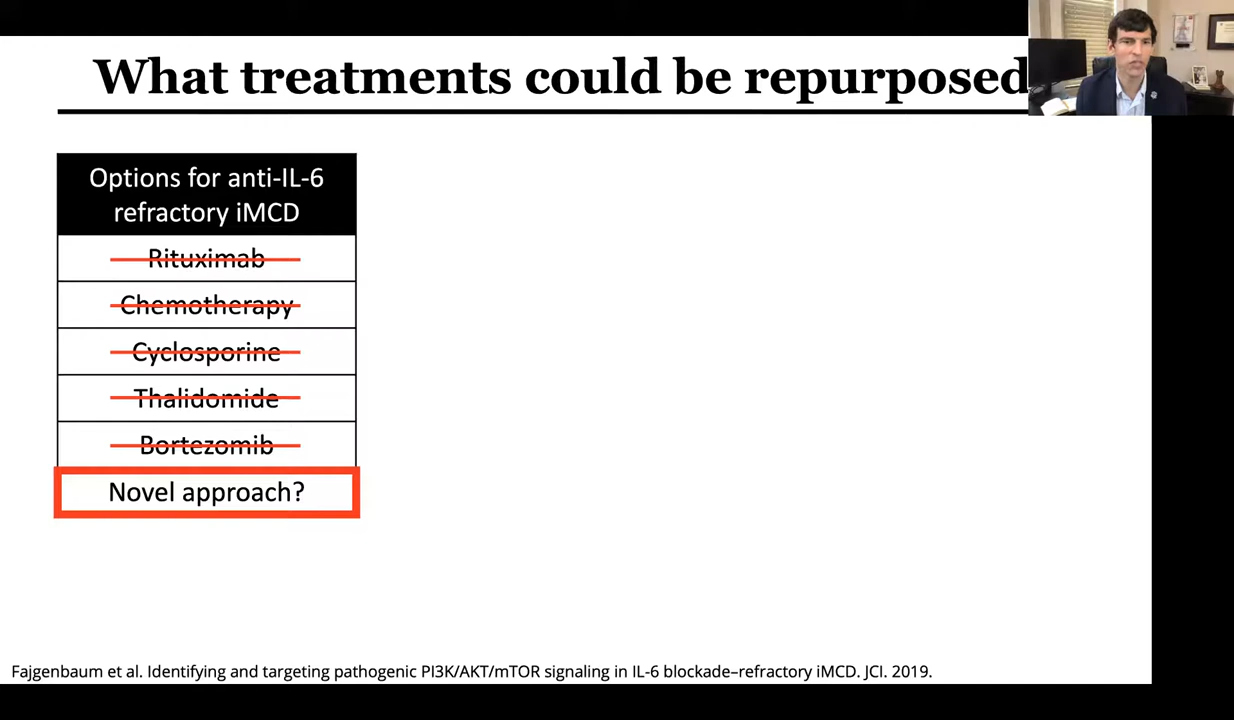 What treatments could be repurposed
Options for anti-IL-6
refractory iMCD
Rituximab
Chemotherapy
Cyclosporine
Thalidomide
Bortezomib
Novel approach?
Fajgenbaum et al. Identifying and targeting pathogenic PI3K/AKT/mTOR signaling in IL-6 blockade–refractory iMCD. JCI. 2019.